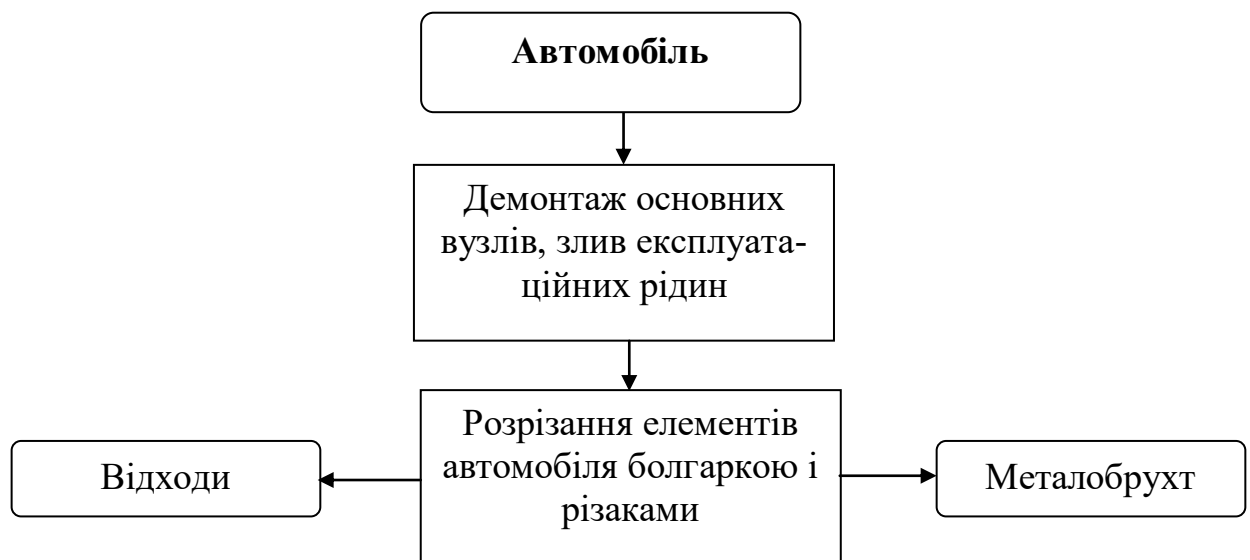 Автомобіль
Демонтаж основних
вузлів, злив експлуата-
ційних рідин
Розрізання елементів
автомобіля болгаркою і
різаками
Відходи
Металобрухт